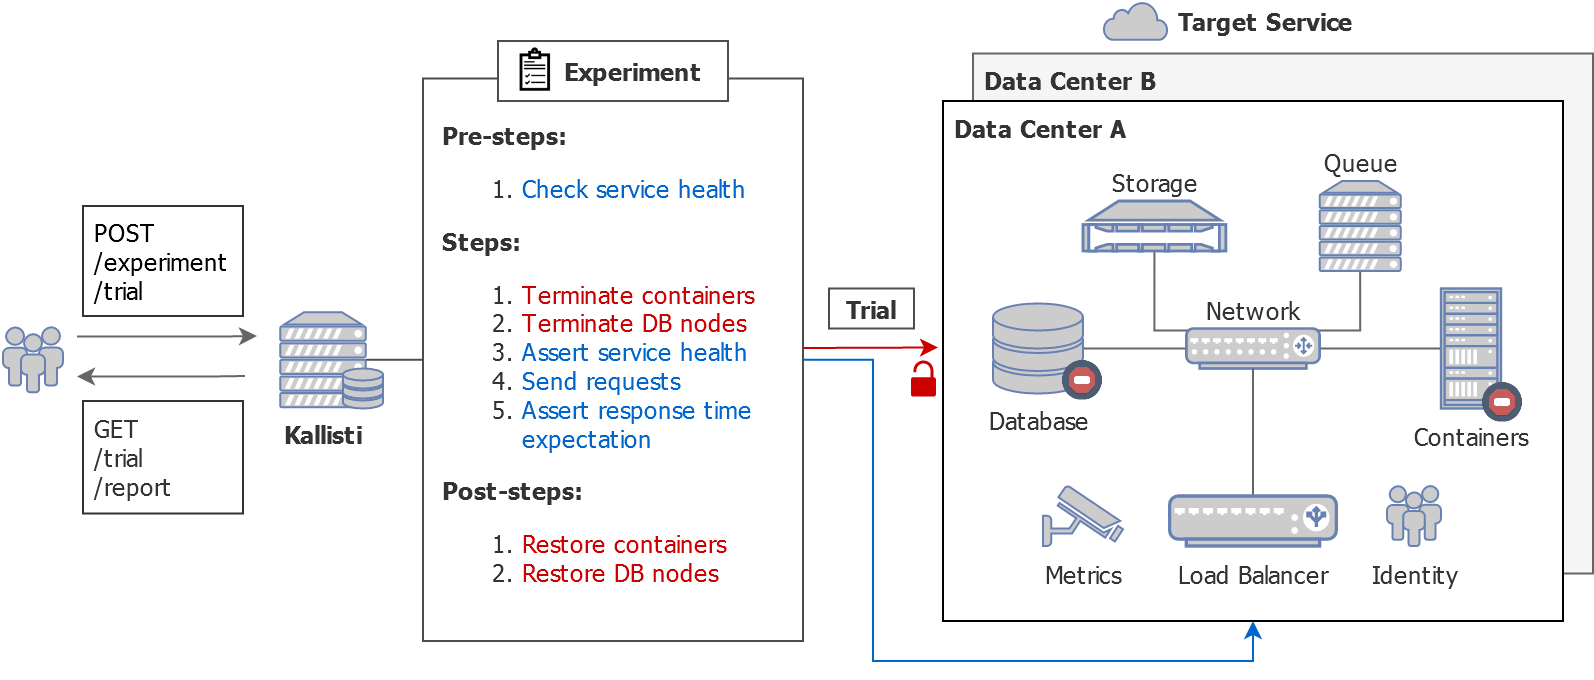 POST
/experiment
/trial
GET
/trial
/report
Kallisti
Experiment
Pre-steps:
1. Check service health
Steps:
1. Terminate containers
2. Terminate DB nodes
3. Assert service health
4. Send requests
5. Assert response time
expectation
Post-steps:
1. Restore containers
2. Restore DB nodes
Trial
Target Service
Data Center B
Data Center A
Storage
Queue
Network
Database
Containers
Metrics
Load Balancer
Identity